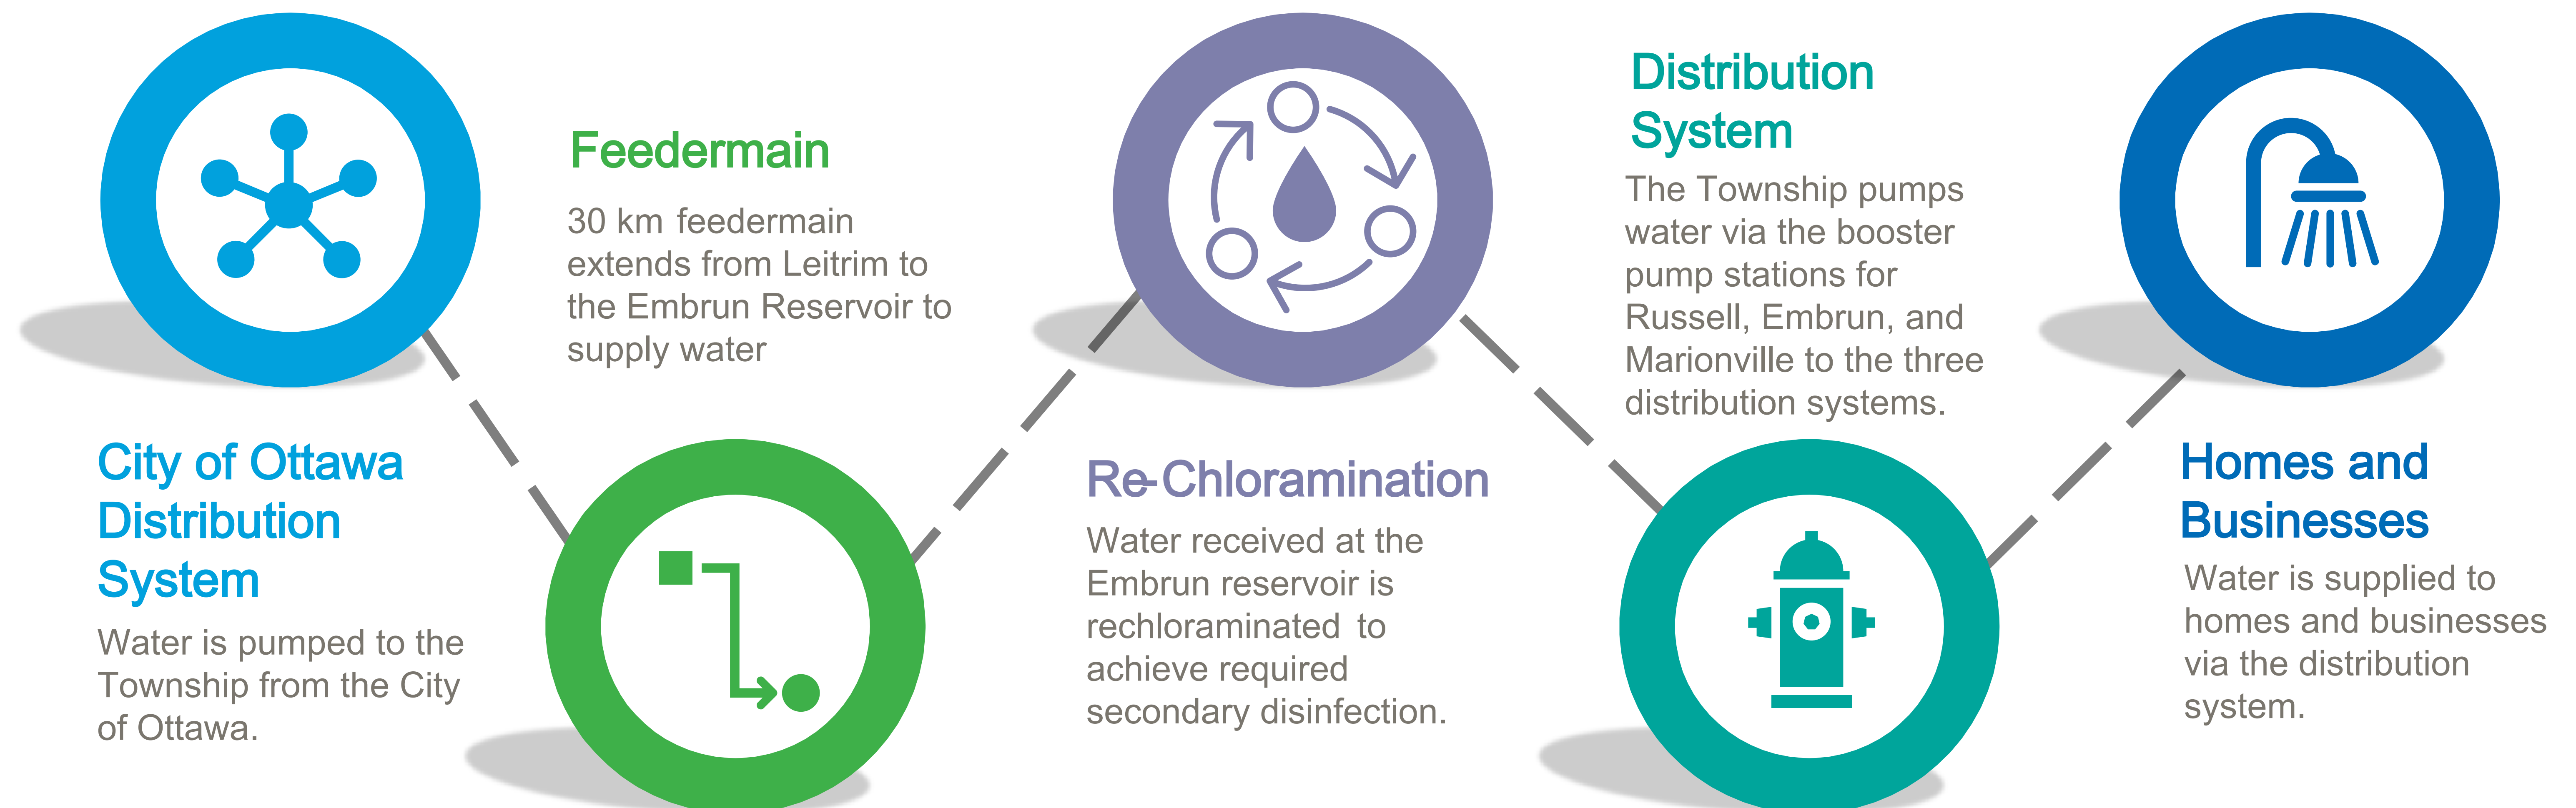 City of Ottawa
Distribution
System
Water is pumped to the
Township from the City
of Ottawa.
Feedermain
30 km feedermain
extends from Leitrim to
the Embrun Reservoir to
supply water
Re-Chloramination
Water received at the
Embrun reservoir is
rechloraminated to
achieve required
secondary disinfection.
Distribution
System
The Township pumps
water via the booster
pump stations for
Russell, Embrun, and
Marionville to the three
distribution systems.
Homes and
Businesses
Water is supplied to
homes and businesses
via the distribution
system.